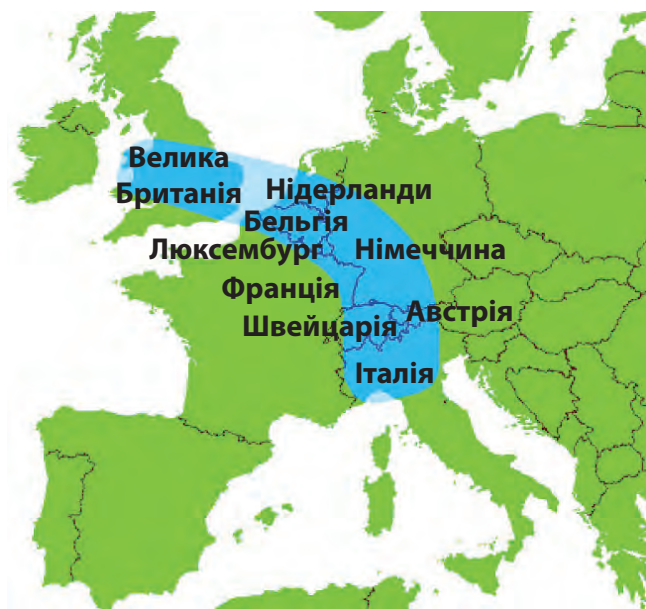 Велика
Британія
Нідерланди
Бельгія
Люксембург
Німеччина
Франція
Австрія
Швейцарія
Італія